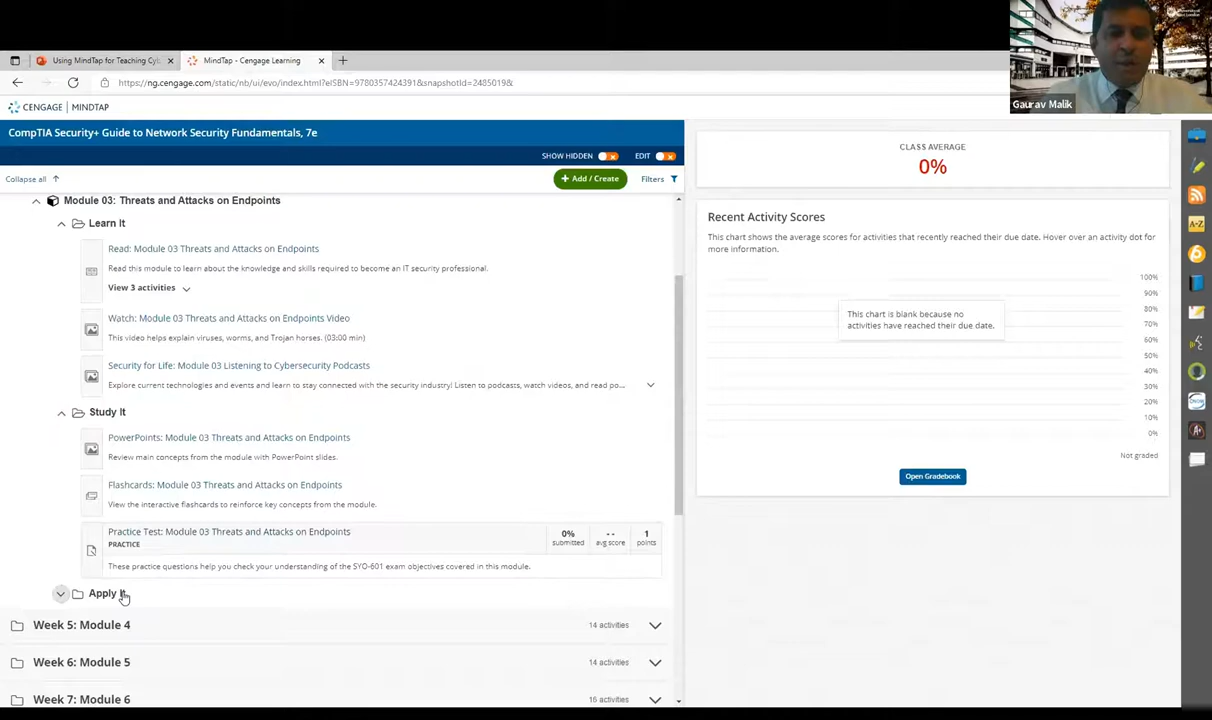 Using MindTap for Teaching Cyb
MindTap - Cengage Learning
https://ng.cengage.com/static/nb/ui/evo/index.html?eISBN=9780357424391&snapshotId=2485019&
Gaurav Malik
CENGAGE | MINDTAP
CompTIA Security+ Guide to Network Security Fundamentals, 7e
SHOW HIDDEN
EDIT
Collapse all
+ Add / Create
Filters
Module 03: Threats and Attacks on Endpoints
Learn It
Read: Module 03 Threats and Attacks on Endpoints
Read this module to learn about the knowledge and skills required to become an IT security professional.
View 3 activities
Watch: Module 03 Threats and Attacks on Endpoints Video
This video helps explain viruses, worms, and Trojan horses. (03:00 min)
Security for Life: Module 03 Listening to Cybersecurity Podcasts
Explore current technologies and events and learn to stay connected with the security industry! Listen to podcasts, watch videos, and read po...
Study It
PowerPoints: Module 03 Threats and Attacks on Endpoints
Review main concepts from the module with PowerPoint slides.
Flashcards: Module 03 Threats and Attacks on Endpoints
View the interactive flashcards to reinforce key concepts from the module.
Practice Test: Module 03 Threats and Attacks on Endpoints
PRACTICE
0%
submitted
--
avg score
1
points
These practice questions help you check your understanding of the SYO-601 exam objectives covered in this module.
Apply It
Week 5: Module 4
14 activities
Week 6: Module 5
14 activities
Week 7: Module 6
16 activities
CLASS AVERAGE
0%
Recent Activity Scores
This chart shows the average scores for activities that recently reached their due date. Hover over an activity dot for
more information.
This chart is blank because no
activities have reached their due date.
100%
90%
80%
70%
60%
50%
40%
30%
20%
10%
0%
Not graded
Open Gradebook
A-Z